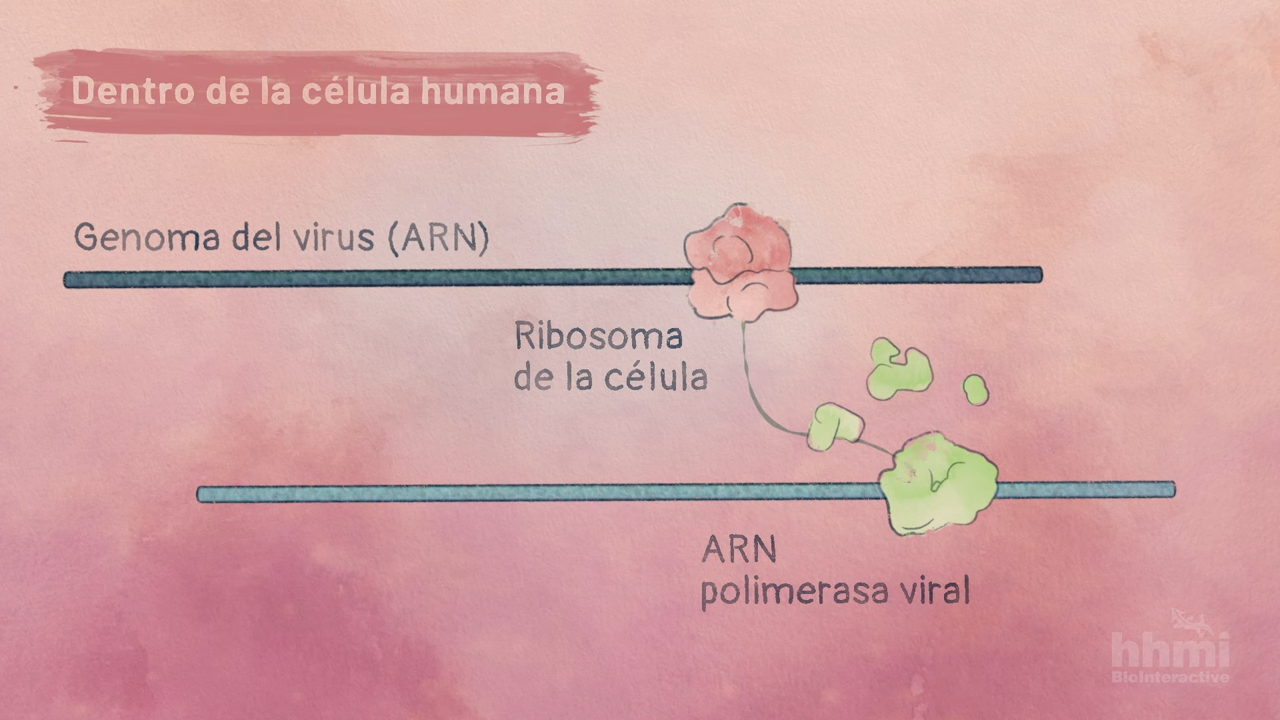 Dentro de la célula humana
Genoma del virus (ARN)
Ribosoma
de la célula
ARN
polimerasa viral
hhmi
BioInteractive